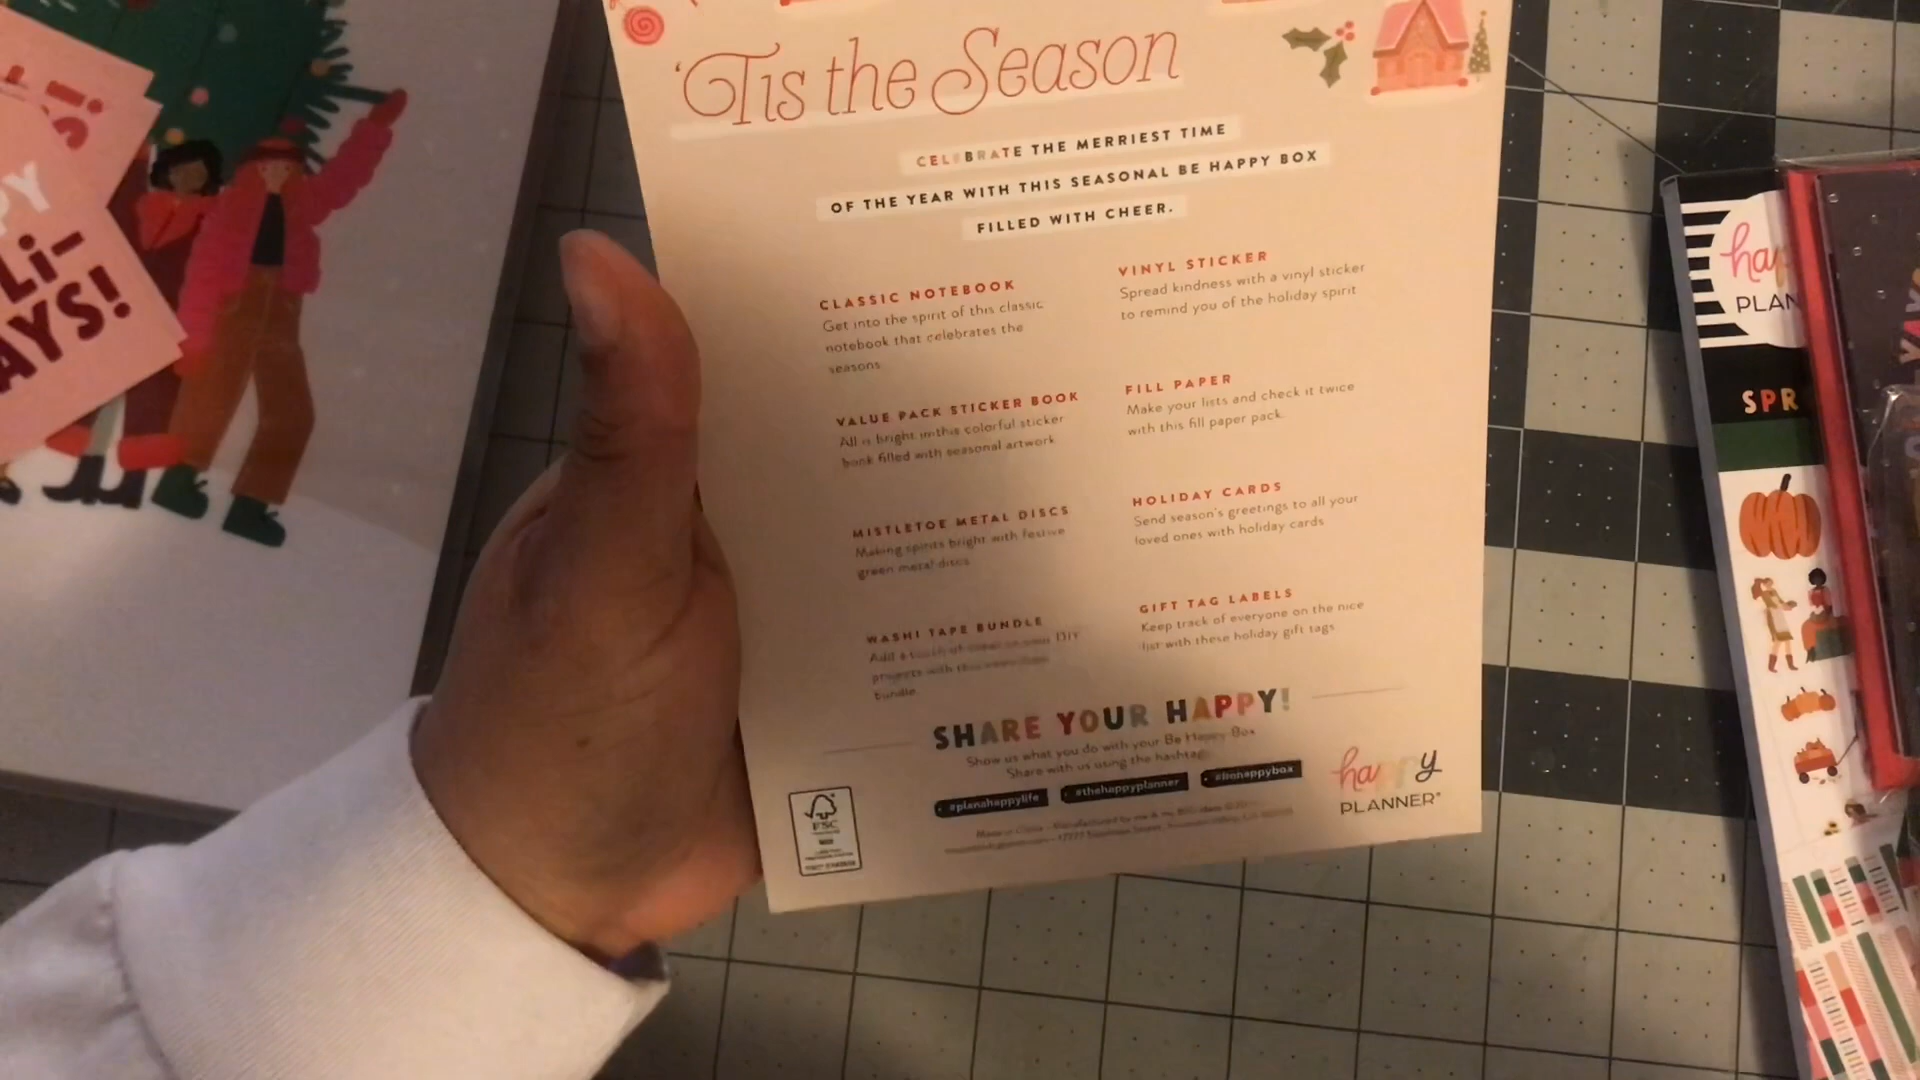 'Tis the Season
CELEBRATE THE MERRIEST TIME
OF THE YEAR WITH THIS SEASONAL BE HAPPY BOX
FILLED WITH CHEER.
CLASSIC NOTEBOOK
Get into the spirit of this classic
notebook that celebrates the
seasons
VALUE PACK STICKER BOOK
All is bright in this colorful sticker
book filled with seasonal artwork
MISTLETOE METAL DISCS
Making spirits bright with festive
green metal discs
WASHI TAPE BUNDLE
Add a touch of on your DIY
projects with this
bundle.
VINYL STICKER
Spread kindness with a vinyl sticker
to remind you of the holiday spirit
FILL PAPER
Make your lists and check it twice
with this fill paper pack.
HOLIDAY CARDS
Send season's greetings to all your
loved ones with holiday cards
GIFT TAG LABELS
Keep track of everyone on the nice
list with these holiday gift tags
SHARE YOUR HAPPY!
Show us what you do with your Be Happy Box
Share with us using the hashtag
#planahappylife #thehappyplanner #behappybox
happy
PLANNER®
FSC
PY
Li-
AYS!
S!
hap
PLAN
SPR